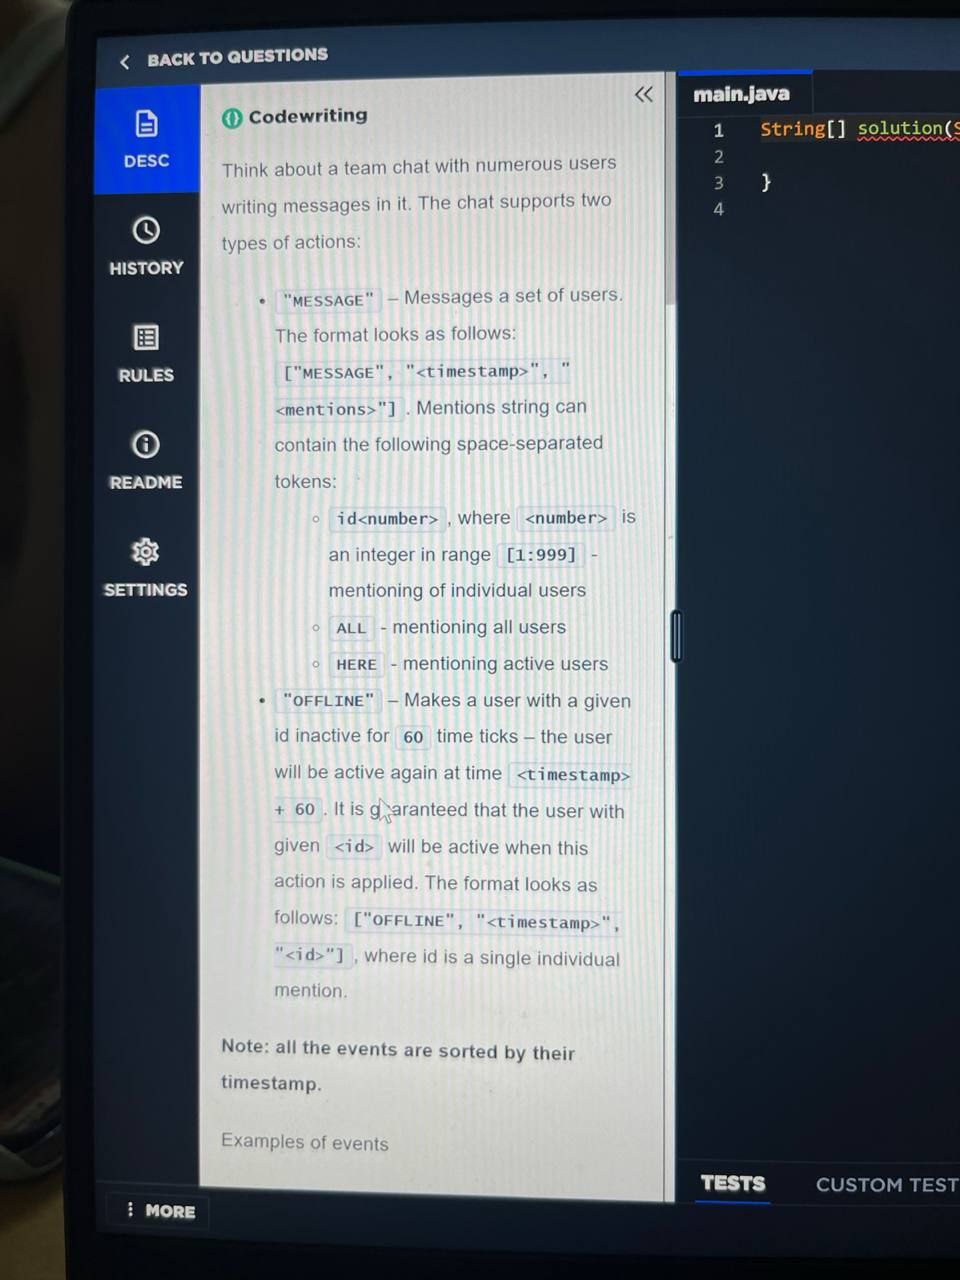 BACK TO QUESTIONS
DESC
HISTORY
RULES
README
SETTINGS
MORE
Codewriting
Think about a team chat with numerous users
writing messages in it. The chat supports two
types of actions:
• "MESSAGE" – Messages a set of users.
The format looks as follows:
["MESSAGE", "<timestamp>", "
<mentions>"] . Mentions string can
contain the following space-separated
tokens:
○ id<number> , where <number> is
an integer in range [1:999] -
mentioning of individual users
○ ALL - mentioning all users
○ HERE - mentioning active users
• "OFFLINE" – Makes a user with a given
id inactive for 60 time ticks – the user
will be active again at time <timestamp>
+ 60 . It is guaranteed that the user with
given <id> will be active when this
action is applied. The format looks as
follows: ["OFFLINE", "<timestamp>",
"<id>"] , where id is a single individual
mention.
Note: all the events are sorted by their
timestamp.
Examples of events
main.java
1 String[] solution(S
2
3 }
4
TESTS
CUSTOM TEST